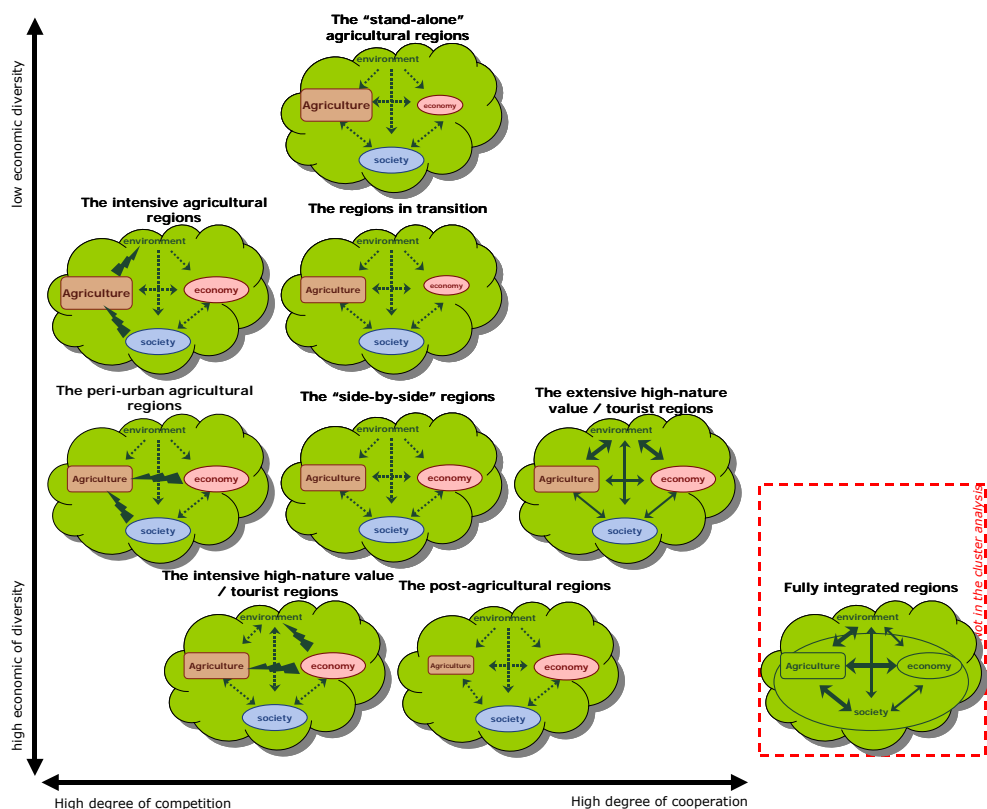 The “stand-alone”
agricultural regions
environment
Agriculture
economy
society
low economic diversity
The intensive agricultural
regions
environment
Agriculture
economy
society
The regions in transition
environment
Agriculture
economy
society
The peri-urban agricultural
regions
environment
Agriculture
economy
society
The “side-by-side” regions
environment
Agriculture
economy
society
The extensive high-nature
value / tourist regions
environment
Agriculture
economy
society
high economic of diversity
The intensive high-nature value
/ tourist regions
environment
Agriculture
economy
society
The post-agricultural regions
environment
Agriculture
economy
society
Not in the cluster analysis
Fully integrated regions
environment
Agriculture
economy
society
High degree of competition
High degree of cooperation